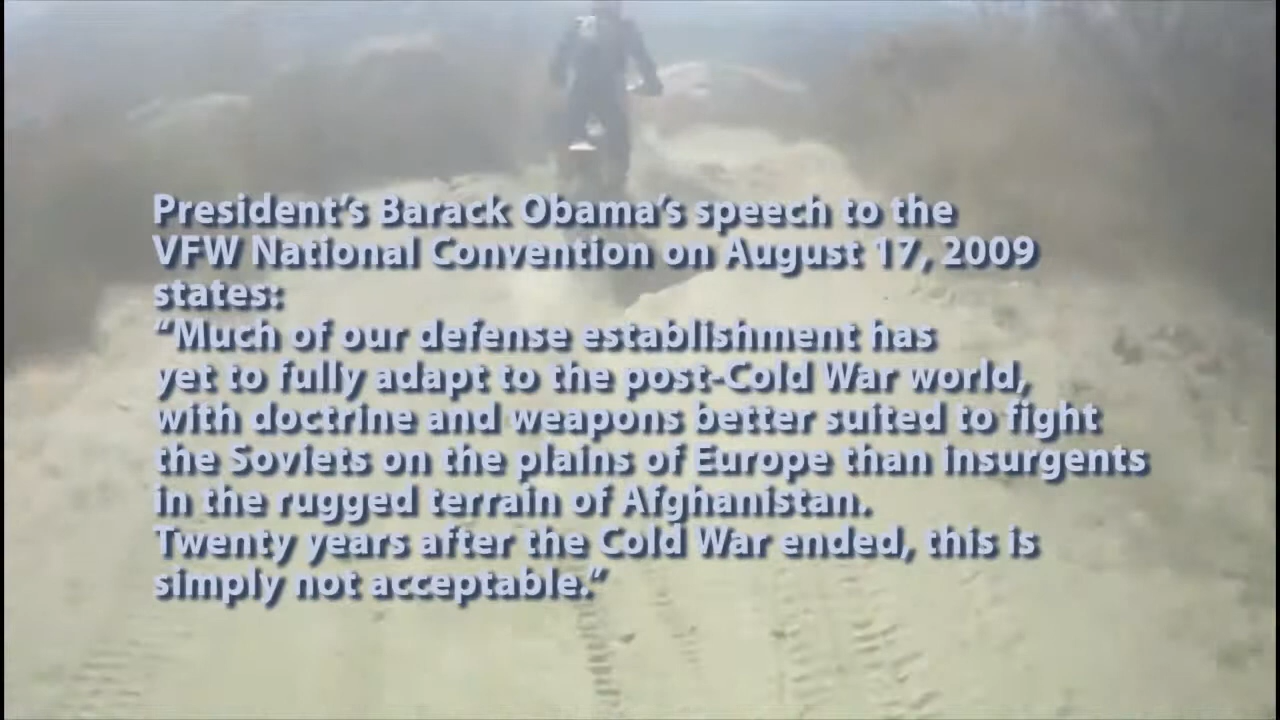 President’s Barack Obama’s speech to the
VFW National Convention on August 17, 2009
states:
“Much of our defense establishment has
yet to fully adapt to the post-Cold War world,
with doctrine and weapons better suited to fight
the Soviets on the plains of Europe than insurgents
in the rugged terrain of Afghanistan.
Twenty years after the Cold War ended, this is
simply not acceptable.”